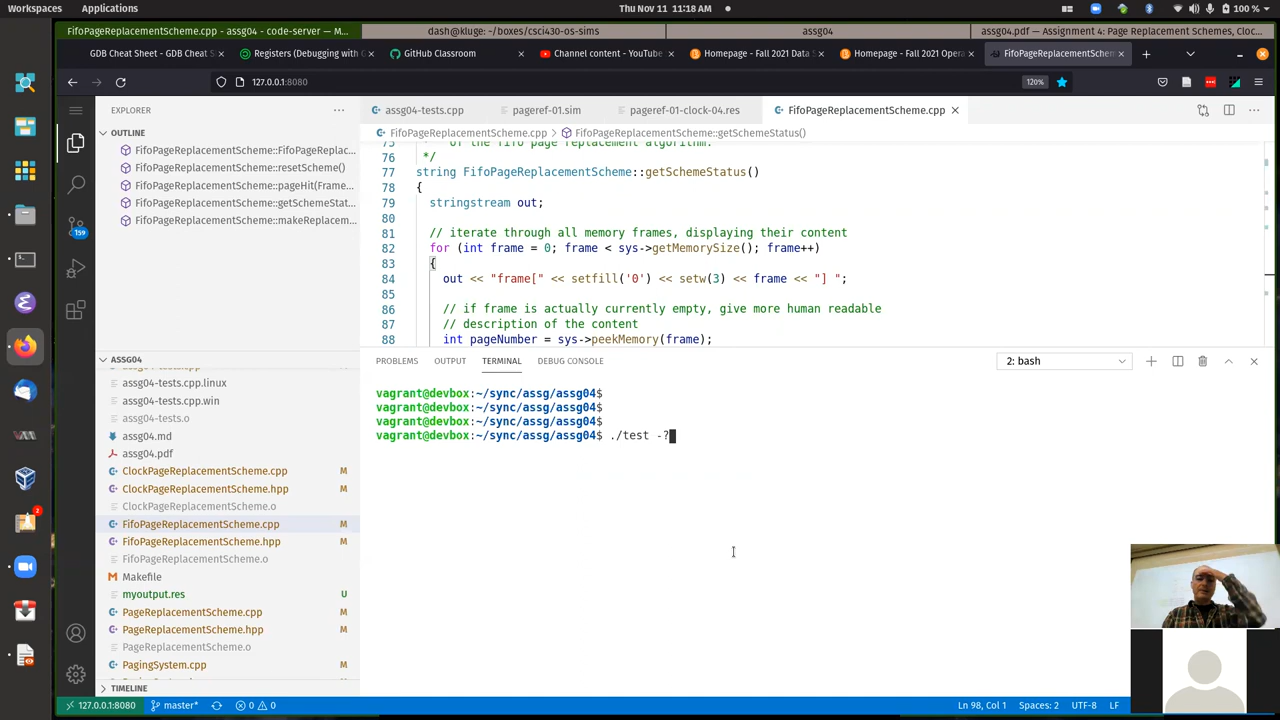 Workspaces Applications Thu Nov 11 11:18 AM 100 %
FifoPageReplacementScheme.cpp - assg04 - code-server — M... dash@kluge: ~/boxes/csci430-os-sims assg04 assg04.pdf — Assignment 4: Page Replacement Schemes, Cloc...
GDB Cheat Sheet - GDB Cheat S Registers (Debugging with G GitHub Classroom Channel content - YouTube Homepage - Fall 2021 Data S Homepage - Fall 2021 Opera FifoPageReplacementSchem
127.0.0.1:8080 120%
EXPLORER
OUTLINE
FifoPageReplacementScheme::FifoPageReplac...
FifoPageReplacementScheme::resetScheme()
FifoPageReplacementScheme::pageHit(Frame...
FifoPageReplacementScheme::getSchemeStat...
FifoPageReplacementScheme::makeReplacem...
159
assg04-tests.cpp pageref-01.sim pageref-01-clock-04.res FifoPageReplacementScheme.cpp
FifoPageReplacementScheme.cpp > FifoPageReplacementScheme::getSchemeStatus()
75 * of the fifo page replacement algorithm.
76 */
77 string FifoPageReplacementScheme::getSchemeStatus()
78 {
79 stringstream out;
80
81 // iterate through all memory frames, displaying their content
82 for (int frame = 0; frame < sys->getMemorySize(); frame++)
83 {
84 out << "frame[" << setfill('0') << setw(3) << frame << "] ";
85
86 // if frame is actually currently empty, give more human readable
87 // description of the content
88 int pageNumber = sys->peekMemory(frame);
ASSG04
assg04-tests.cpp.linux
assg04-tests.cpp.win
assg04-tests.o
assg04.md
assg04.pdf
ClockPageReplacementScheme.cpp M
ClockPageReplacementScheme.hpp M
ClockPageReplacementScheme.o
FifoPageReplacementScheme.cpp M
FifoPageReplacementScheme.hpp M
FifoPageReplacementScheme.o
Makefile
myoutput.res U
PageReplacementScheme.cpp M
PageReplacementScheme.hpp M
PageReplacementScheme.o
PagingSystem.cpp M
TIMELINE
PROBLEMS OUTPUT TERMINAL DEBUG CONSOLE 2: bash
vagrant@devbox:~/sync/assg/assg04$
vagrant@devbox:~/sync/assg/assg04$
vagrant@devbox:~/sync/assg/assg04$
vagrant@devbox:~/sync/assg/assg04$ ./test -?
127.0.0.1:8080 master* 0 0 Ln 98, Col 1 Spaces: 2 UTF-8 LF